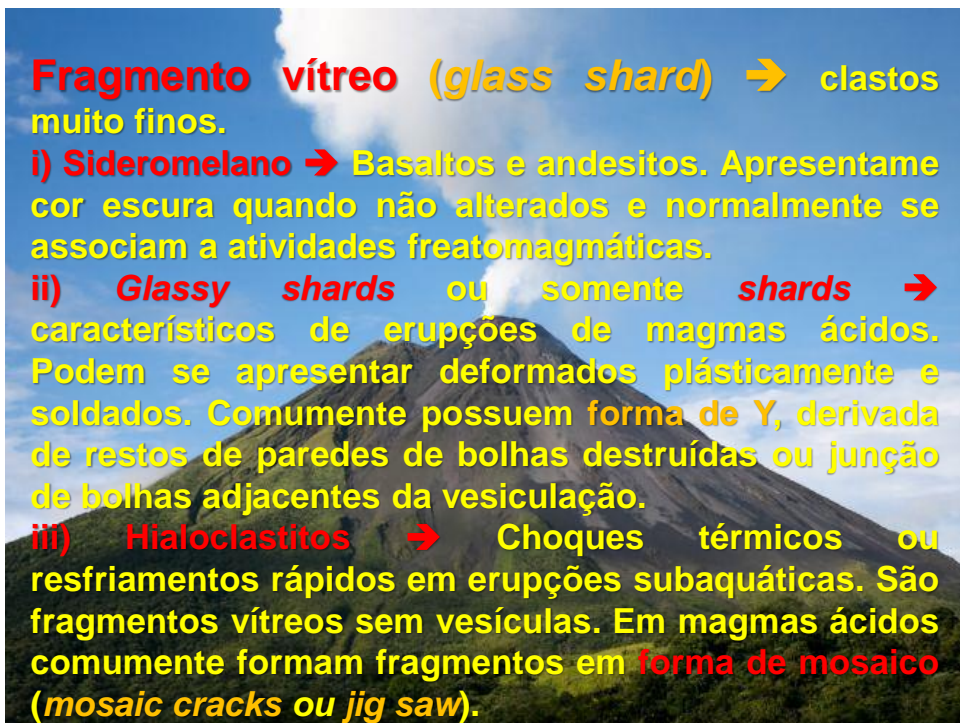 Fragmento vítreo (glass shard) ➔ clastos
muito finos.
i) Sideromelano ➔ Basaltos e andesitos. Apresentame
cor escura quando não alterados e normalmente se
associam a atividades freatomagmáticas.
ii) Glassy shards ou somente shards ➔
característicos de erupções de magmas ácidos.
Podem se apresentar deformados plásticamente e
soldados. Comumente possuem forma de Y, derivada
de restos de paredes de bolhas destruídas ou junção
de bolhas adjacentes da vesiculação.
iii) Hialoclastitos ➔ Choques térmicos ou
resfriamentos rápidos em erupções subaquáticas. São
fragmentos vítreos sem vesículas. Em magmas ácidos
comumente formam fragmentos em forma de mosaico
(mosaic cracks ou jig saw).